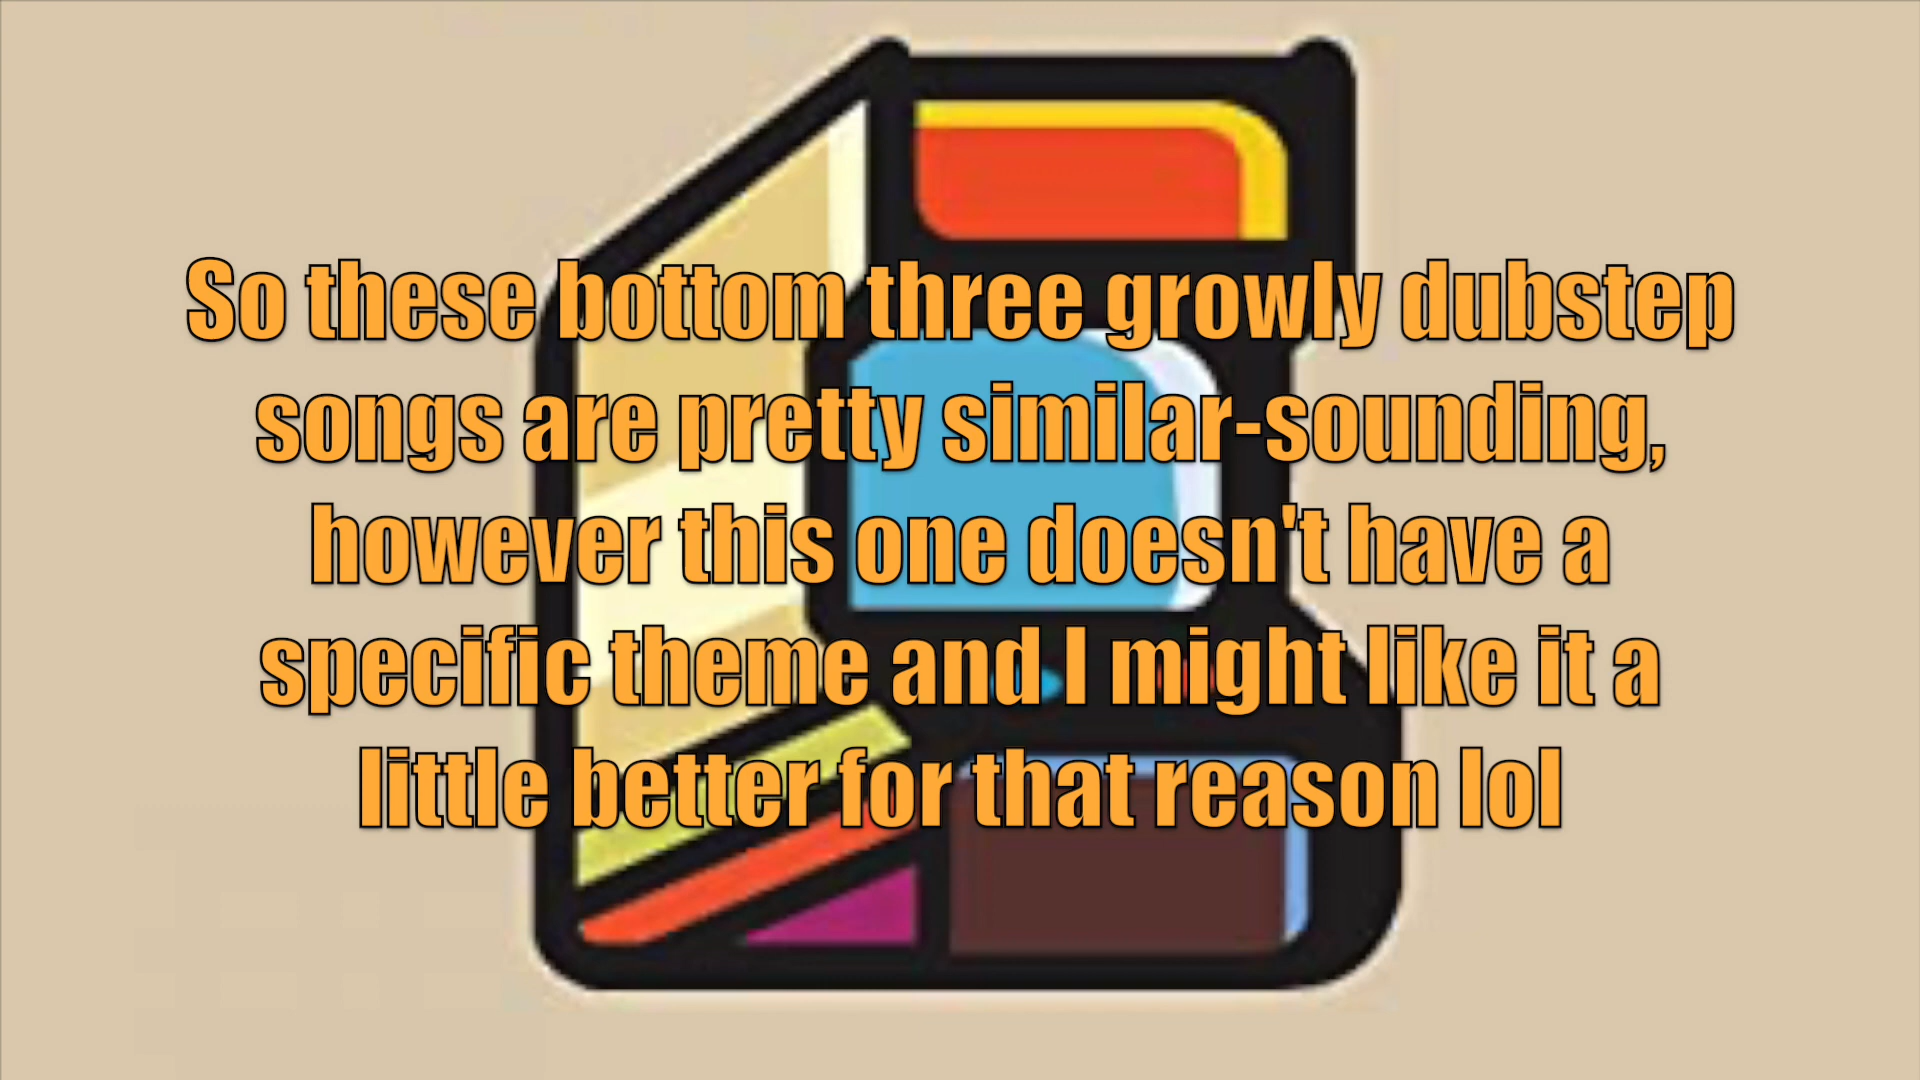 So these bottom three growly dubstep
songs are pretty similar-sounding,
however this one doesn't have a
specific theme and I might like it a
little better for that reason lol